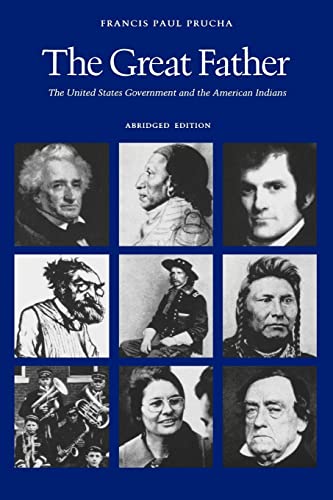 FRANCIS PAUL PRUCHA
The Great Father
The United States Government and the American Indians
ABRIDGED EDITION